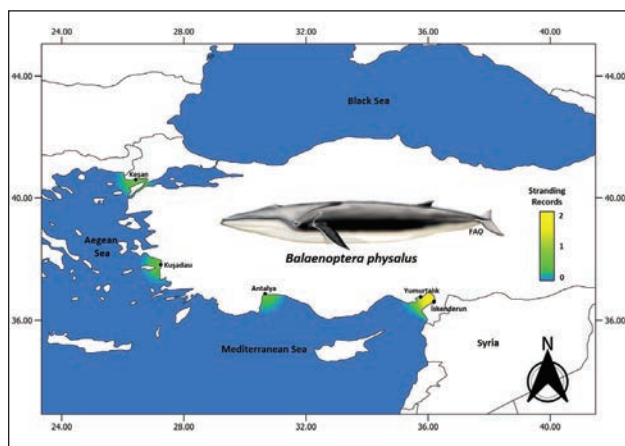 24.00 28.00 32.00 36.00 40.00
44.00 44.00
Black Sea
Keşan
40.00 40.00
Stranding
Records
2
1
0
FAO
Balaenoptera physalus
Aegean
Sea
Kuşadası
Antalya
Yumurtalık
İskenderun
36.00 36.00
Mediterranean Sea
Syria
N
24.00 28.00 32.00 36.00 40.00